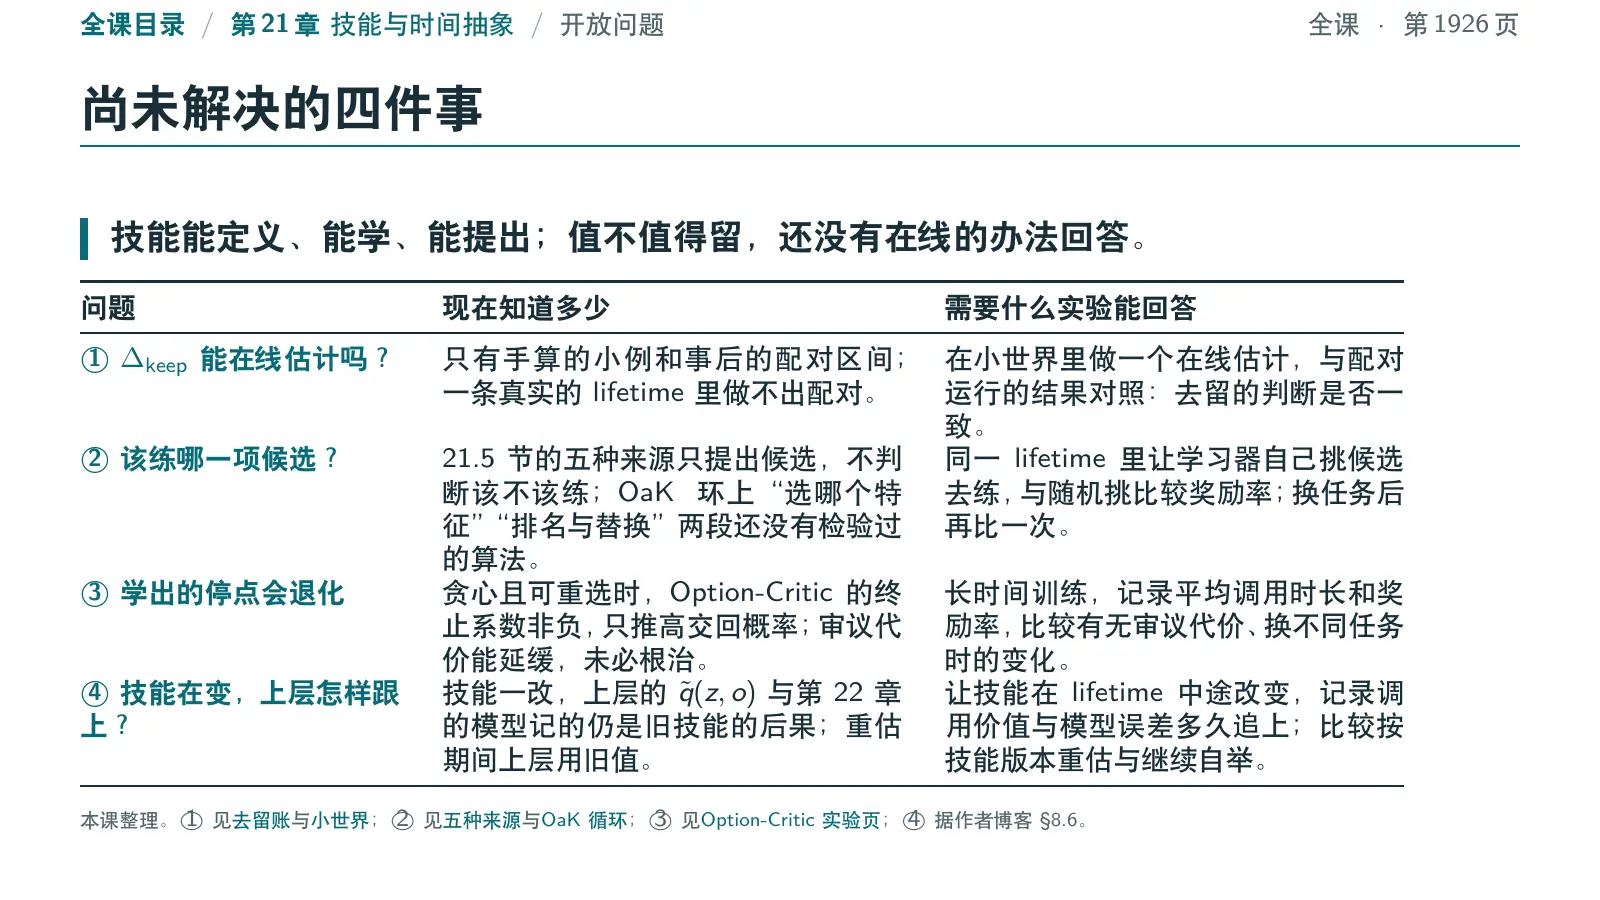 全课目录 / 第 21 章 技能与时间抽象 / 开放问题
全课 · 第 1926 页
尚未解决的四件事
技能能定义、能学、能提出；值不值得留，还没有在线的办法回答。
问题 现在知道多少 需要什么实验能回答
① Δkeep 能在线估计吗？
只有手算的小例和事后的配对区间；
一条真实的 lifetime 里做不出配对。
在小世界里做一个在线估计，与配对
运行的结果对照：去留的判断是否一
致。
② 该练哪一项候选？
21.5 节的五种来源只提出候选，不判
断该不该练；OaK 环上 “选哪个特
征” “排名与替换” 两段还没有检验过
的算法。
同一 lifetime 里让学习器自己挑候选
去练，与随机挑比较奖励率；换任务后
再比一次。
③ 学出的停点会退化
贪心且可重选时，Option-Critic 的终
止系数非负，只推高交回概率；审议代
价能延缓，未必根治。
长时间训练，记录平均调用时长和奖
励率，比较有无审议代价、换不同任务
时的变化。
④ 技能在变，上层怎样跟
上？
技能一改，上层的 q̃(z, o) 与第 22 章
的模型记的仍是旧技能的后果；重估
期间上层用旧值。
让技能在 lifetime 中途改变，记录调
用价值与模型误差多久追上；比较按
技能版本重估与继续自举。
本课整理。① 见去留账与小世界；② 见五种来源与OaK 循环；③ 见Option-Critic 实验页；④ 据作者博客 §8.6。